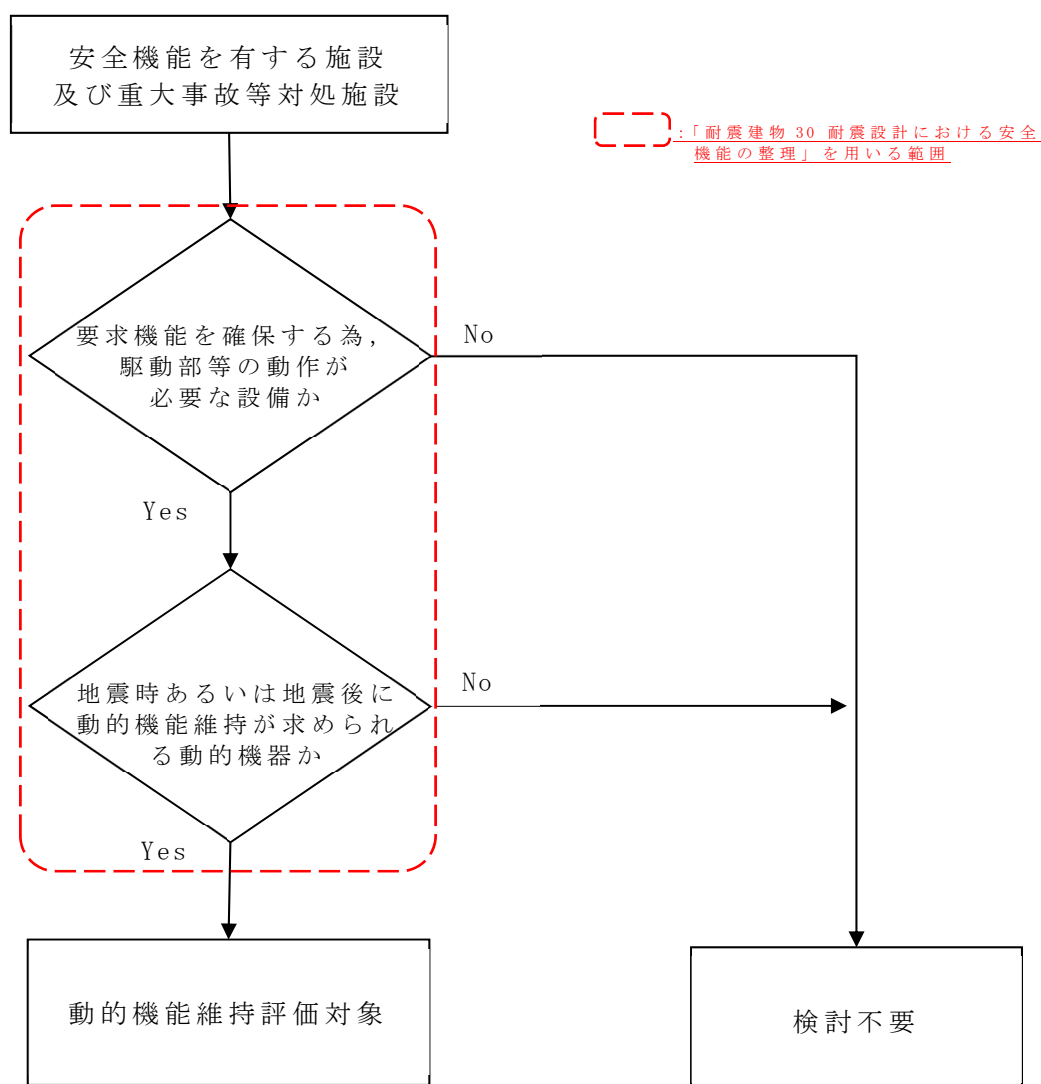 安全機能を有する施設
及び重大事故等対処施設
:「耐震建物 30 耐震設計における安全
機能の整理」を用いる範囲
要求機能を確保する為,
駆動部等の動作が
必要な設備か
No
Yes
地震時あるいは地震後に
動的機能維持が求められ
る動的機器か
No
Yes
動的機能維持評価対象
検討不要